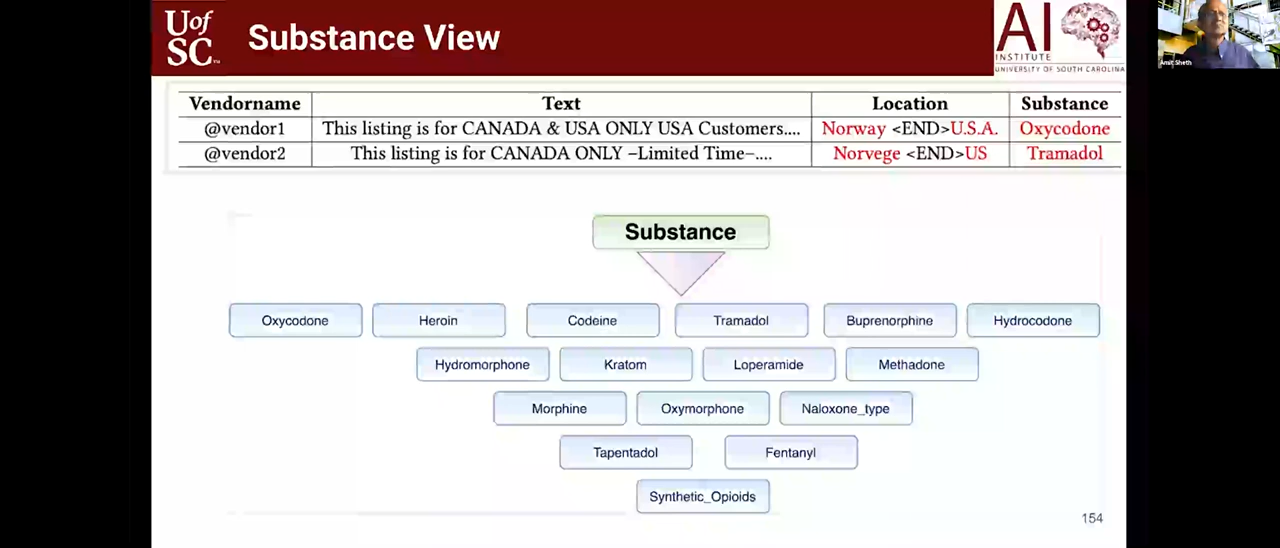 U of SC
Substance View
AI
INSTITUTE
UNIVERSITY OF SOUTH CAROLINA
Amit Sheth
Vendorname Text Location Substance
@vendor1 This listing is for CANADA & USA ONLY USA Customers.... Norway <END>U.S.A. Oxycodone
@vendor2 This listing is for CANADA ONLY –Limited Time–.... Norvege <END>US Tramadol
Substance
Oxycodone Heroin Codeine Tramadol Buprenorphine Hydrocodone
Hydromorphone Kratom Loperamide Methadone
Morphine Oxymorphone Naloxone_type
Tapentadol Fentanyl
Synthetic_Opioids
154